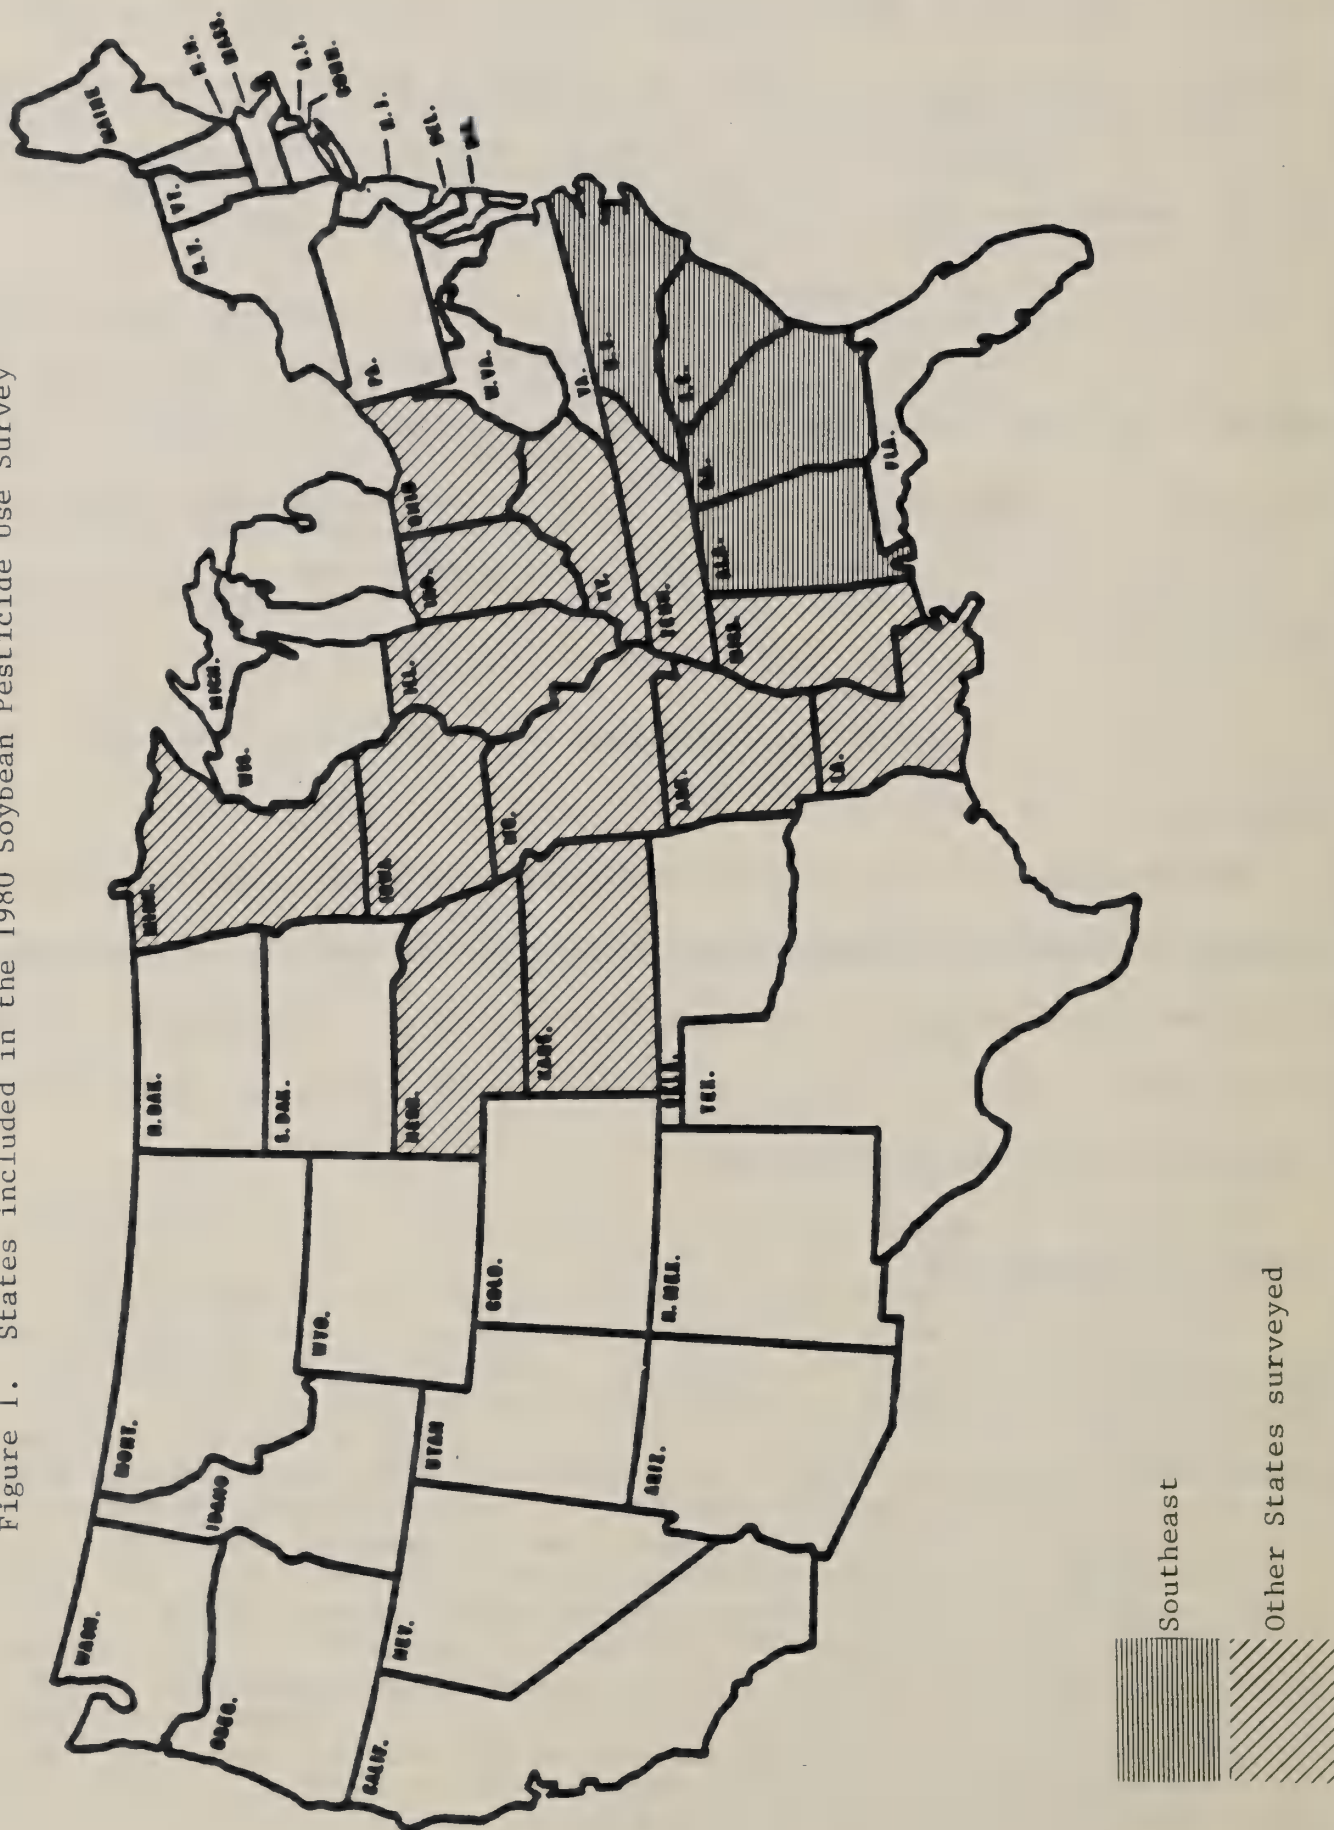 Figure 1. States included in the 1980 Soybean Pesticide Use Survey
WASH.
OREG.
CALIF.
NEV.
IDAHO
MONT.
WYO.
UTAH
ARIZ.
COLO.
N. MEX.
N. DAK.
S. DAK.
NEBR.
KANS.
OKLA.
TEX.
MINN.
IOWA
MO.
ARK.
LA.
WIS.
MICH.
ILL.
IND.
OHIO
KY.
TENN.
MISS.
ALA.
GA.
FLA.
S.C.
N.C.
VA.
W.VA.
PA.
N.Y.
VT.
MAINE
N.H.
MASS.
R.I.
CONN.
N.J.
DEL.
Southeast
Other States surveyed